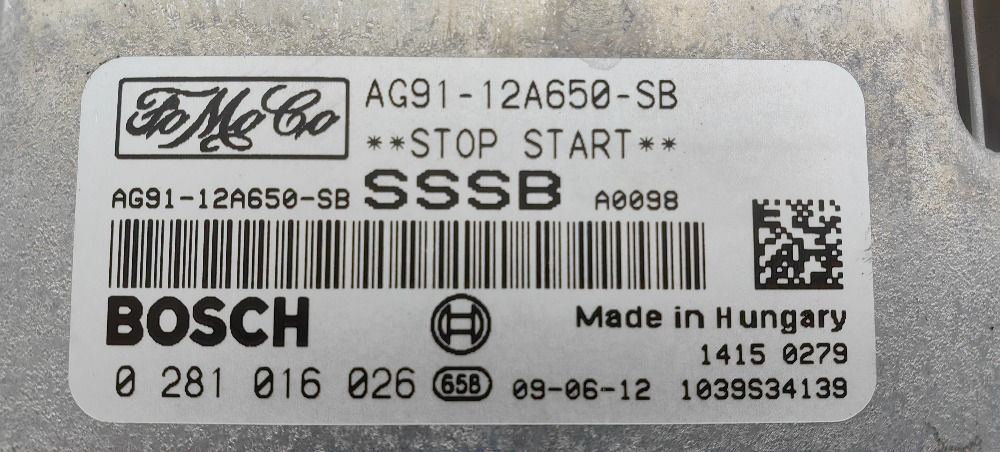 FoMoCo
AG91-12A650-SB
**STOP START**
AG91-12A650-SB SSSB A0098
BOSCH
Made in Hungary
1415 0279
0 281 016 026 65B 09-06-12 1039S34139